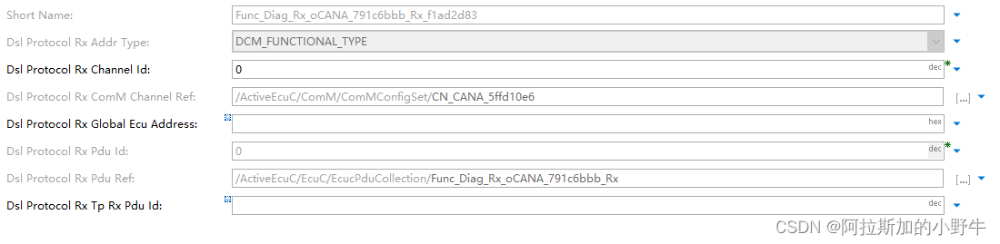 Short Name: Func_Diag_Rx_oCANA_791c6bbb_Rx_f1ad2d83
Dsl Protocol Rx Addr Type: DCM_FUNCTIONAL_TYPE
Dsl Protocol Rx Channel Id: 0 dec *
Dsl Protocol Rx ComM Channel Ref: /ActiveEcuC/ComM/ComMConfigSet/CN_CANA_5ffd10e6 [...]
Dsl Protocol Rx Global Ecu Address: hex
Dsl Protocol Rx Pdu Id: 0 dec *
Dsl Protocol Rx Pdu Ref: /ActiveEcuC/EcuC/EcucPduCollection/Func_Diag_Rx_oCANA_791c6bbb_Rx [...]
Dsl Protocol Rx Tp Rx Pdu Id: dec
CSDN @阿拉斯加的小野牛